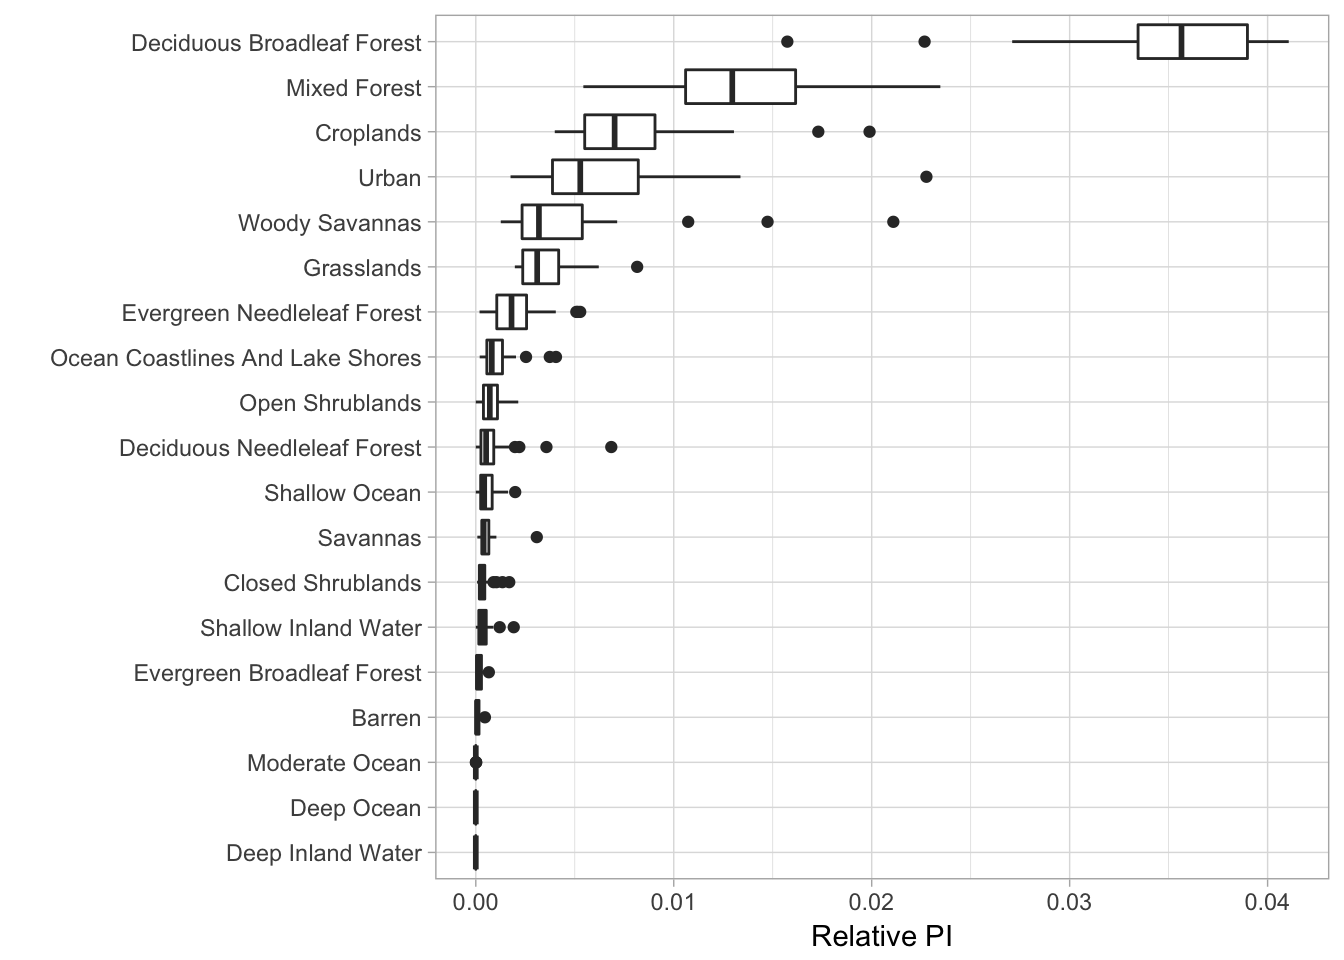 Deciduous Broadleaf Forest
Mixed Forest
Croplands
Urban
Woody Savannas
Grasslands
Evergreen Needleleaf Forest
Ocean Coastlines And Lake Shores
Open Shrublands
Deciduous Needleleaf Forest
Shallow Ocean
Savannas
Closed Shrublands
Shallow Inland Water
Evergreen Broadleaf Forest
Barren
Moderate Ocean
Deep Ocean
Deep Inland Water
0.00 0.01 0.02 0.03 0.04
Relative PI